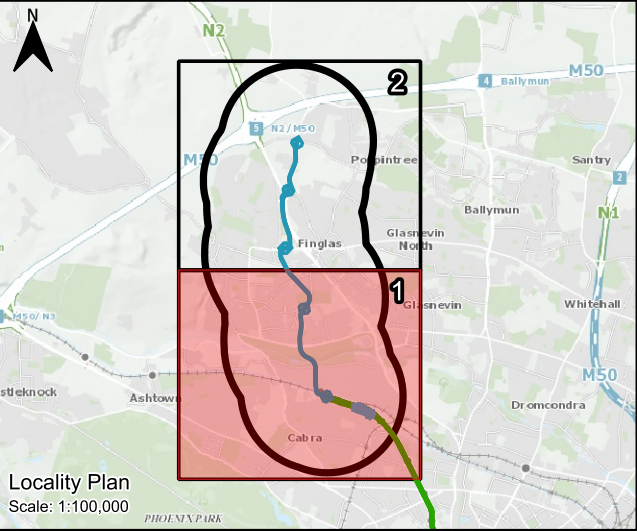 N
N2
2
M50
4
Ballymun
5
N2 / M50
M50
Poppintree
Santry
2
Ballymun
N1
Glasnevin
North
Finglas
1
Glasnevin
Whitehall
M50/ N3
M50
stleknock
Ashtown
Dromcondra
Cabra
Locality Plan
Scale: 1:100,000
PHOENIX PARK